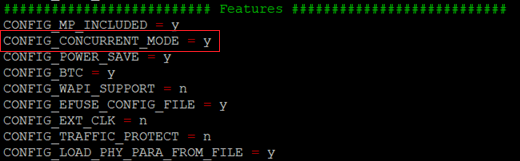 ########################## Features ###########################
CONFIG_MP_INCLUDED = y
CONFIG_CONCURRENT_MODE = y
CONFIG_POWER_SAVE = y
CONFIG_BTC = y
CONFIG_WAPI_SUPPORT = n
CONFIG_EFUSE_CONFIG_FILE = y
CONFIG_EXT_CLK = n
CONFIG_TRAFFIC_PROTECT = n
CONFIG_LOAD_PHY_PARA_FROM_FILE = y